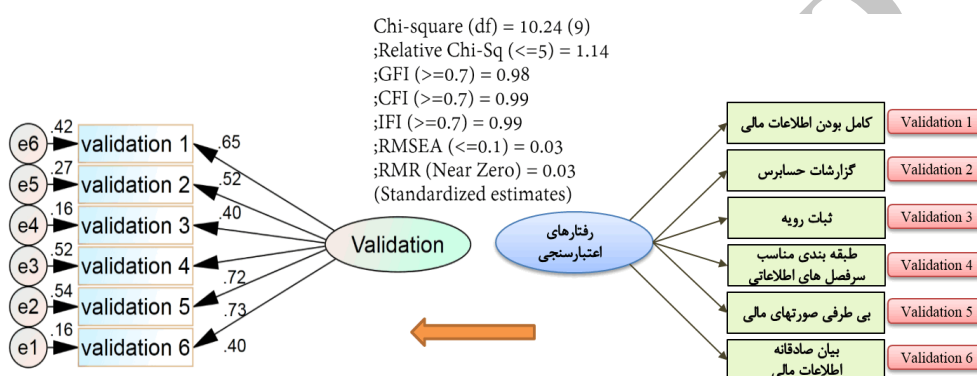 Chi-square (df) = 10.24 (9)
;Relative Chi-Sq (<=5) = 1.14
;GFI (>=0.7) = 0.98
;CFI (>=0.7) = 0.99
;IFI (>=0.7) = 0.99
;RMSEA (<=0.1) = 0.03
;RMR (Near Zero) = 0.03
(Standardized estimates)
e6
.42
validation 1
.65
e5
.27
validation 2
.52
e4
.16
validation 3
.40
e3
.52
validation 4
.72
e2
.54
validation 5
.73
e1
.16
validation 6
.40
Validation
رفتارهای
اعتبارسنجی
کامل بودن اطلاعات مالی
Validation 1
گزارشات حسابرس
Validation 2
ثبات رویه
Validation 3
طبقه بندی مناسب
سرفصل های اطلاعاتی
Validation 4
بی طرفی صورتهای مالی
Validation 5
بیان صادقانه
اطلاعات مالی
Validation 6